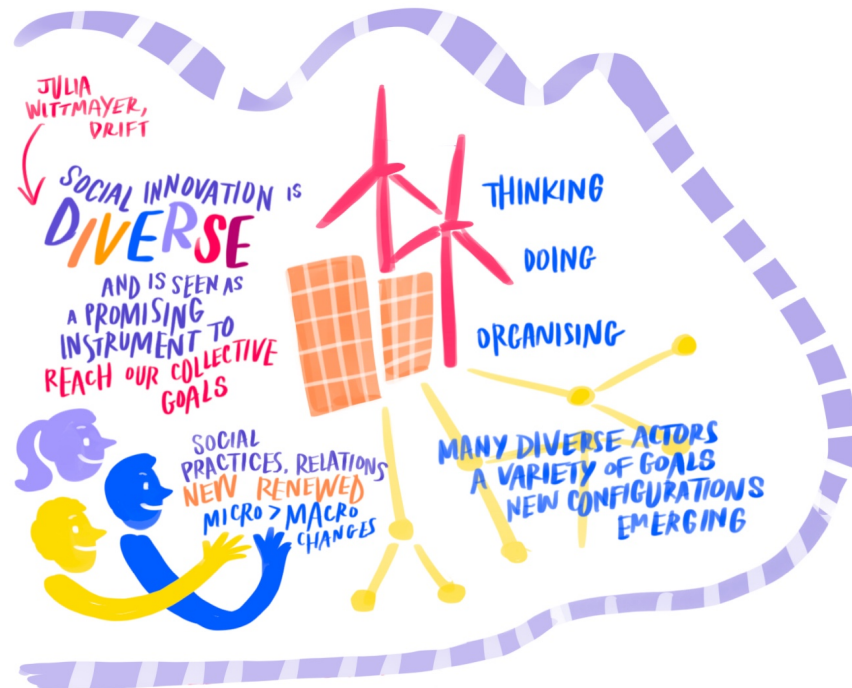 JULIA
WITTMAYER,
DRIFT
SOCIAL INNOVATION IS
DIVERSE
AND IS SEEN AS
A PROMISING
INSTRUMENT TO
REACH OUR COLLECTIVE
GOALS
THINKING
DOING
ORGANISING
SOCIAL
PRACTICES, RELATIONS
NEW RENEWED
MICRO > MACRO
CHANGES
MANY DIVERSE ACTORS
A VARIETY OF GOALS
NEW CONFIGURATIONS
EMERGING